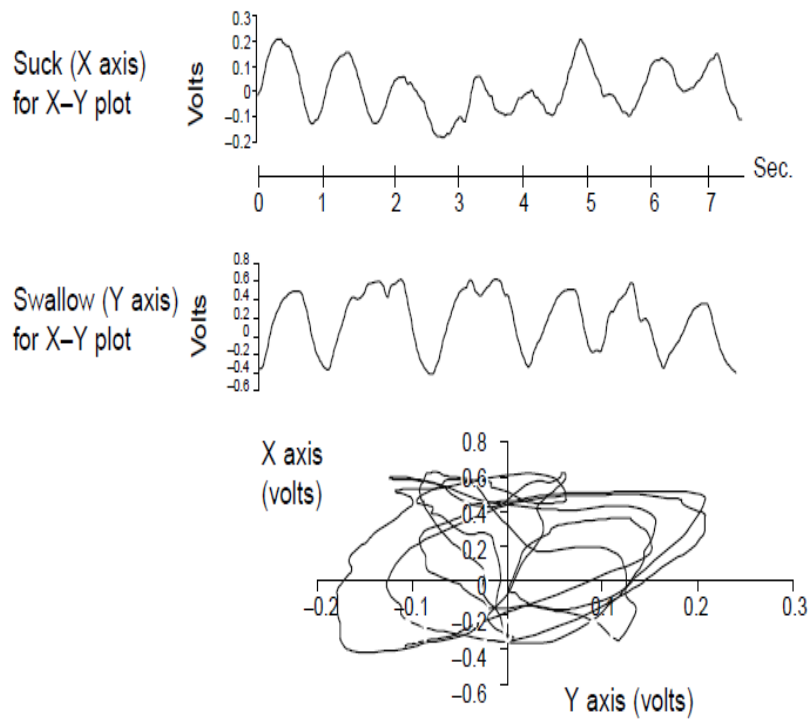 0.3
0.2
0.1
0
–0.1
–0.2
Volts
Suck (X axis)
for X–Y plot
Sec.
0 1 2 3 4 5 6 7
0.8
0.6
0.4
0.2
0
–0.2
–0.4
–0.6
Volts
Swallow (Y axis)
for X–Y plot
X axis
(volts)
0.8
0.6
0.4
0.2
0
–0.2
–0.4
–0.6
–0.2 –0.1 0.1 0.2 0.3
Y axis (volts)